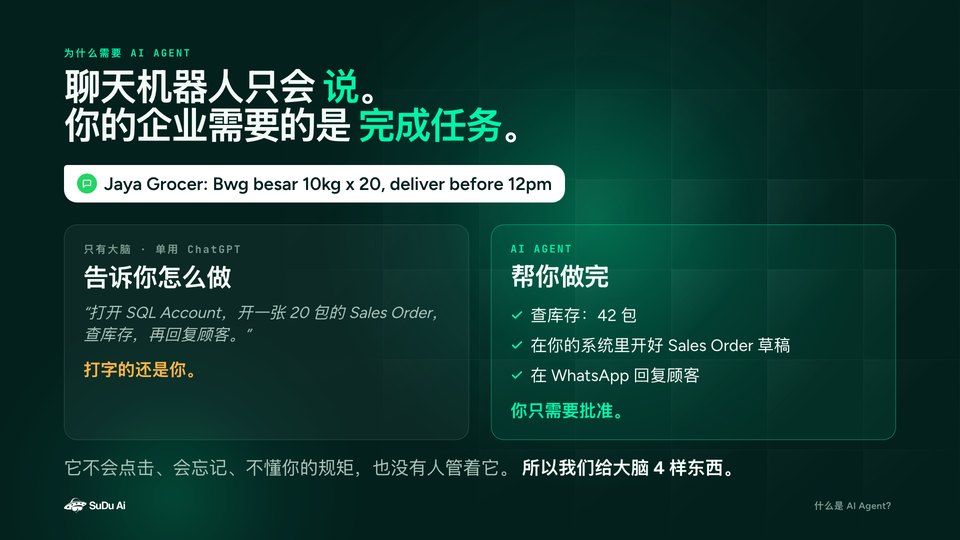 为什么需要 AI AGENT
聊天机器人只会 说。
你的企业需要的是 完成任务。
Jaya Grocer: Bwg besar 10kg x 20, deliver before 12pm
只有大脑 · 单用 ChatGPT
告诉你怎么做
“打开 SQL Account，开一张 20 包的 Sales Order，
查库存，再回复顾客。”
打字的还是你。
AI AGENT
帮你做完
查库存：42 包
在你的系统里开好 Sales Order 草稿
在 WhatsApp 回复顾客
你只需要批准。
它不会点击、会忘记、不懂你的规矩，也没有人管着它。 所以我们给大脑 4 样东西。
SuDu Ai
什么是 AI Agent?